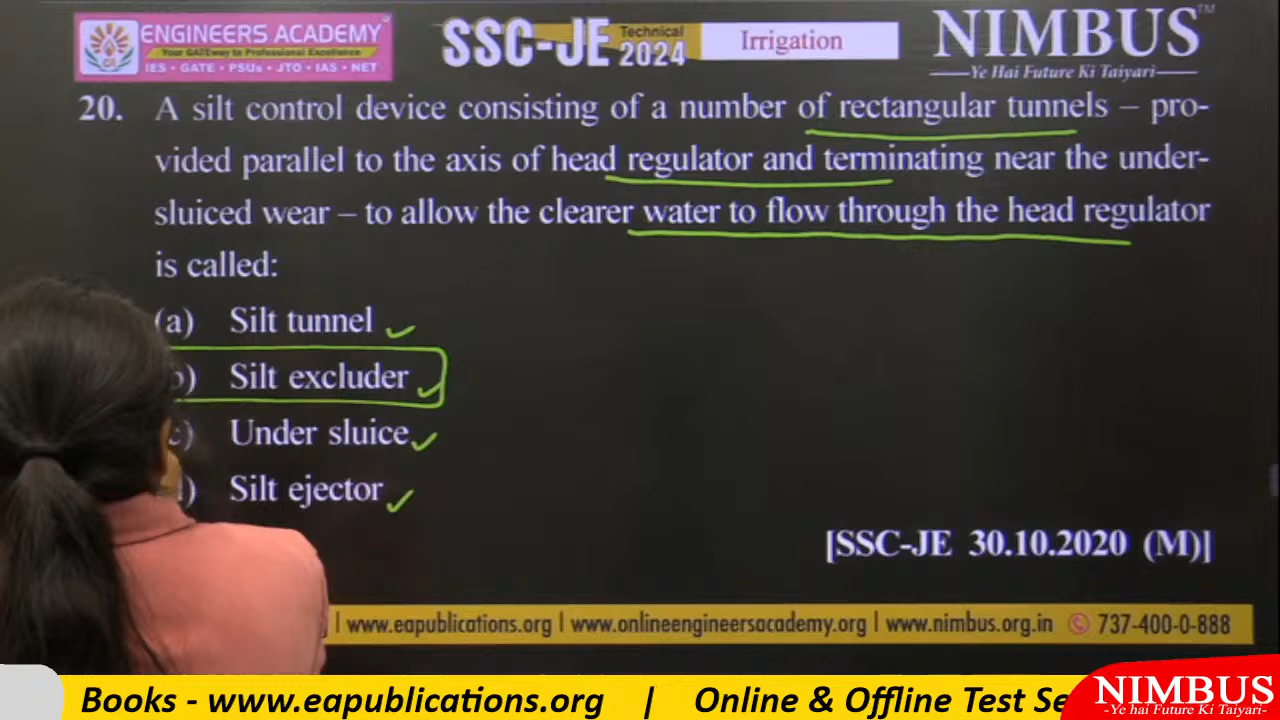 ENGINEERS ACADEMY
Your GATEway to Professional Excellence
IES • GATE • PSUs • JTO • IAS • NET
SSC-JE Technical 2024
Irrigation
NIMBUS™
Ye Hai Future Ki Taiyari
20. A silt control device consisting of a number of rectangular tunnels – pro-
vided parallel to the axis of head regulator and terminating near the under-
sluiced wear – to allow the clearer water to flow through the head regulator
is called:
(a) Silt tunnel
) Silt excluder
c) Under sluice
) Silt ejector
[SSC-JE 30.10.2020 (M)]
| www.eapublications.org | www.onlineengineersacademy.org | www.nimbus.org.in 737-400-0-888
Books - www.eapublications.org | Online & Offline Test Se
NIMBUS
-Ye hai Future Ki Taiyari-